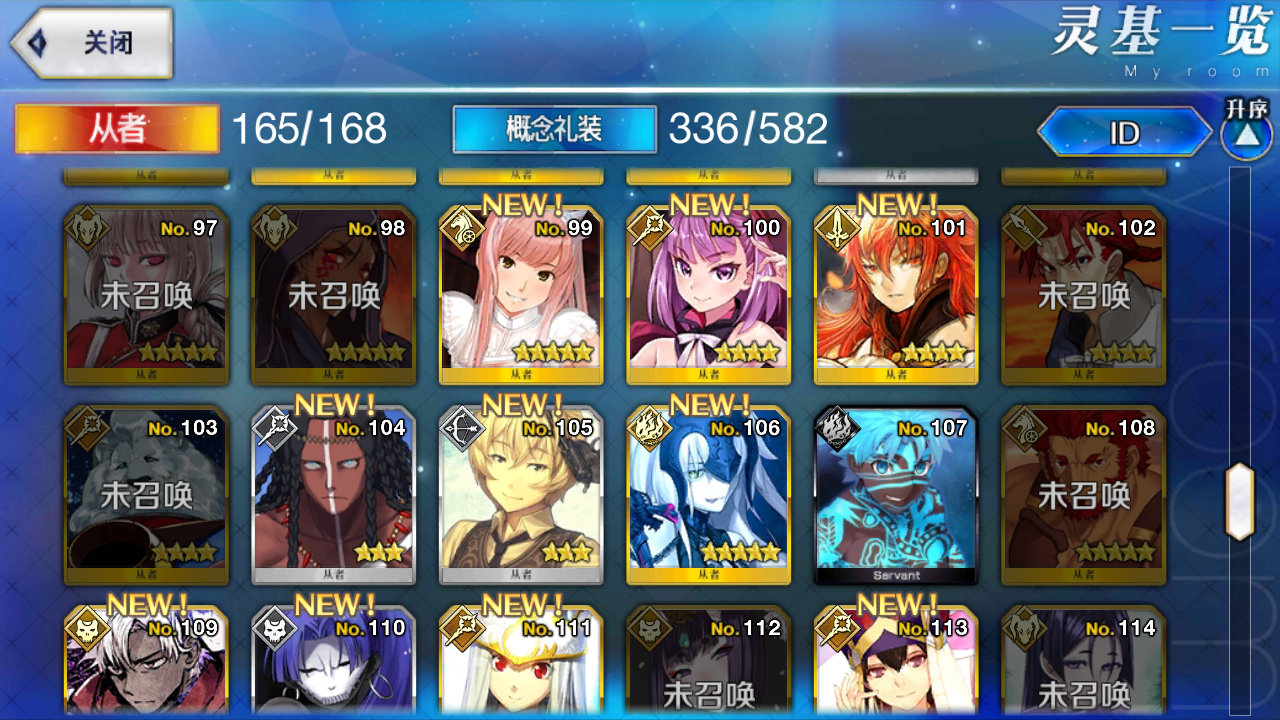 关闭
灵基一览
My room
从者 165/168 概念礼装 336/582 ID 升序
从者 从者 从者 从者 从者 从者
NEW! NEW! NEW!
No.97 No.98 No.99 No.100 No.101 No.102
未召唤 未召唤 未召唤
从者 从者 从者 从者 从者 从者
NEW! NEW! NEW!
No.103 No.104 No.105 No.106 No.107 No.108
未召唤 未召唤
从者 从者 从者 从者 Servant 从者
NEW! NEW! NEW! NEW!
No.109 No.110 No.111 No.112 No.113 No.114
未召唤 未召唤